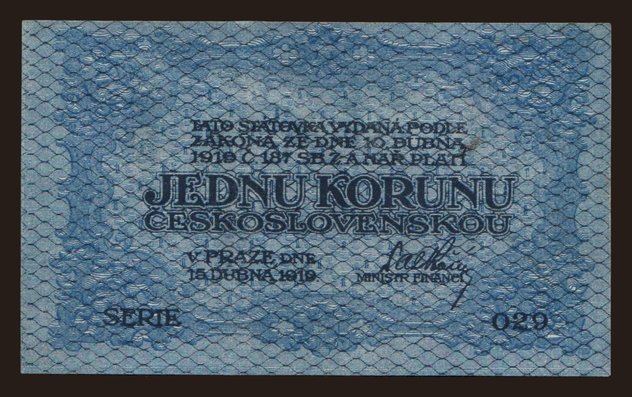 TATO STÁTOVKA VYDANÁ PODLE
ZÁKONA ZE DNE 10. DUBNA
1919 Č. 187 SB. Z. A NAŘ. PLATÍ
JEDNU KORUNU
ČESKOSLOVENSKOU
V PRAZE DNE
15. DUBNA 1919.
MINISTR FINANCÍ
SERIE 029